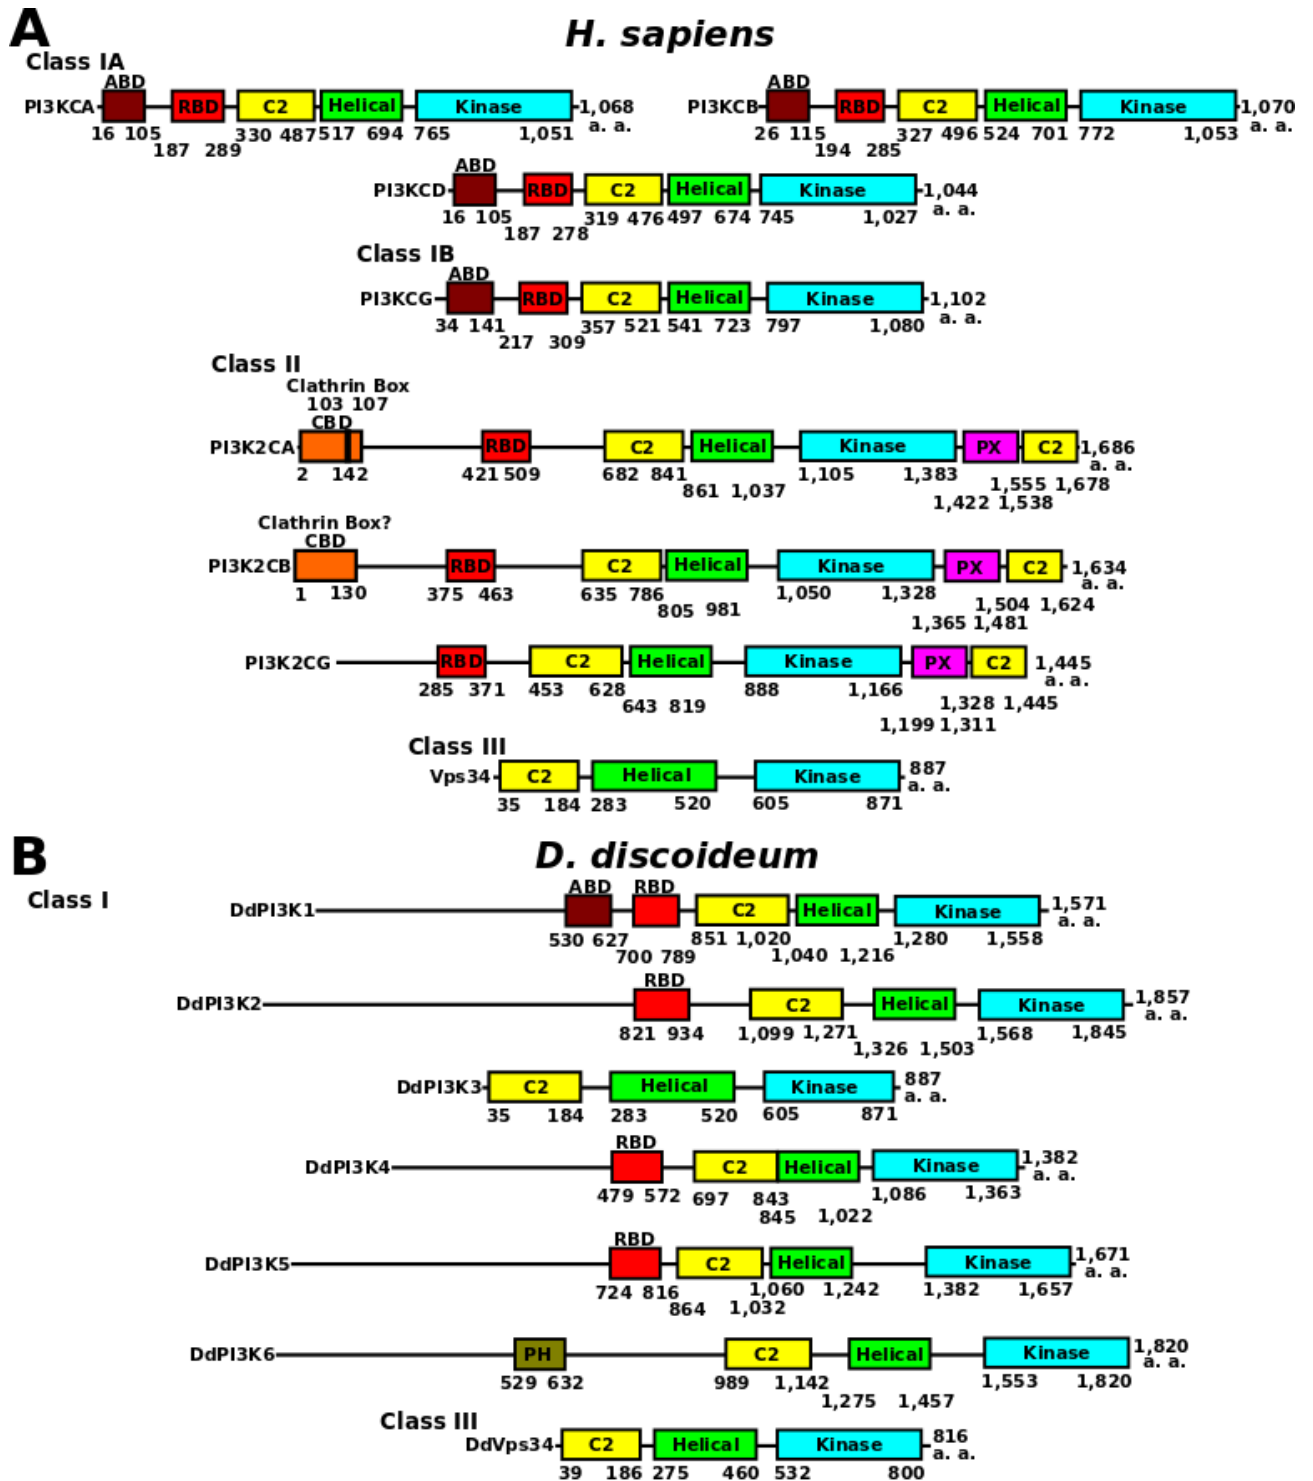 A
H. sapiens
Class IA
ABD
PI3KCA RBD C2 Helical Kinase 1,068
a. a.
16 105 330 487 517 694 765 1,051
187 289
ABD
PI3KCB RBD C2 Helical Kinase 1,070
a. a.
26 115 327 496 524 701 772 1,053
194 285
ABD
PI3KCD RBD C2 Helical Kinase 1,044
a. a.
16 105 319 476 497 674 745 1,027
187 278
Class IB
ABD
PI3KCG RBD C2 Helical Kinase 1,102
a. a.
34 141 357 521 541 723 797 1,080
217 309
Class II
Clathrin Box
103 107
CBD
PI3K2CA RBD C2 Helical Kinase PX C2 1,686
a. a.
2 142 421 509 682 841 1,105 1,383
861 1,037 1,555 1,678
1,422 1,538
Clathrin Box?
CBD
PI3K2CB RBD C2 Helical Kinase PX C2 1,634
a. a.
1 130 375 463 635 786 1,050 1,328
805 981 1,504 1,624
1,365 1,481
PI3K2CG RBD C2 Helical Kinase PX C2 1,445
a. a.
285 371 453 628 888 1,166
643 819 1,328 1,445
1,199 1,311
Class III
Vps34 C2 Helical Kinase 887
a. a.
35 184 283 520 605 871
B
D. discoideum
Class I
ABD RBD
DdPI3K1 C2 Helical Kinase 1,571
a. a.
530 627 851 1,020 1,280 1,558
700 789 1,040 1,216
RBD
DdPI3K2 C2 Helical Kinase 1,857
a. a.
821 934 1,099 1,271 1,568 1,845
1,326 1,503
DdPI3K3 C2 Helical Kinase 887
a. a.
35 184 283 520 605 871
RBD
DdPI3K4 C2 Helical Kinase 1,382
a. a.
479 572 697 843 1,086 1,363
845 1,022
RBD
DdPI3K5 C2 Helical Kinase 1,671
a. a.
724 816 1,060 1,242 1,382 1,657
864 1,032
DdPI3K6 PH C2 Helical Kinase 1,820
a. a.
529 632 989 1,142 1,553 1,820
1,275 1,457
Class III
DdVps34 C2 Helical Kinase 816
a. a.
39 186 275 460 532 800